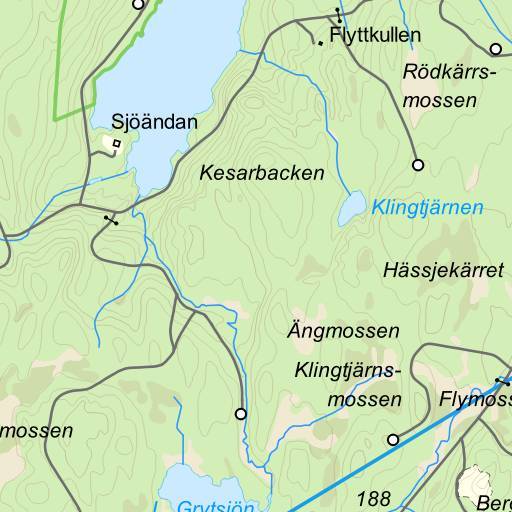 Flyttkullen
Rödkärrs-
mossen
Sjöändan
Kesarbacken
Klingtjärnen
Hässjekärret
Ängmossen
Klingtjärns-
mossen
Flymoss
mossen
188
Grytsjön
Berg